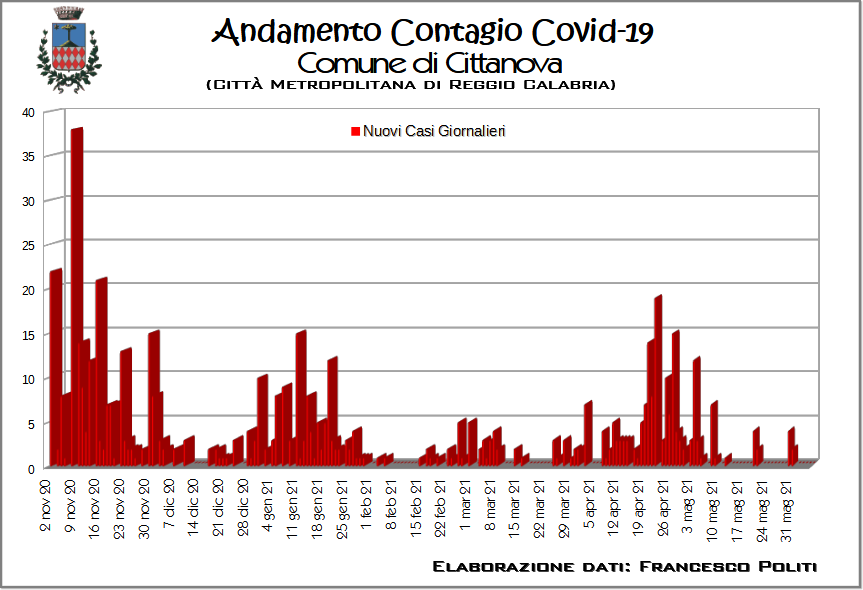 Andamento Contagio Covid-19
Comune di Cittanova
(Città Metropolitana di Reggio Calabria)
Nuovi Casi Giornalieri
40
35
30
25
20
15
10
5
0
2 nov 20
9 nov 20
16 nov 20
23 nov 20
30 nov 20
7 dic 20
14 dic 20
21 dic 20
28 dic 20
4 gen 21
11 gen 21
18 gen 21
25 gen 21
1 feb 21
8 feb 21
15 feb 21
22 feb 21
1 mar 21
8 mar 21
15 mar 21
22 mar 21
29 mar 21
5 apr 21
12 apr 21
19 apr 21
26 apr 21
3 mag 21
10 mag 21
17 mag 21
24 mag 21
31 mag 21
Elaborazione dati: Francesco Politi